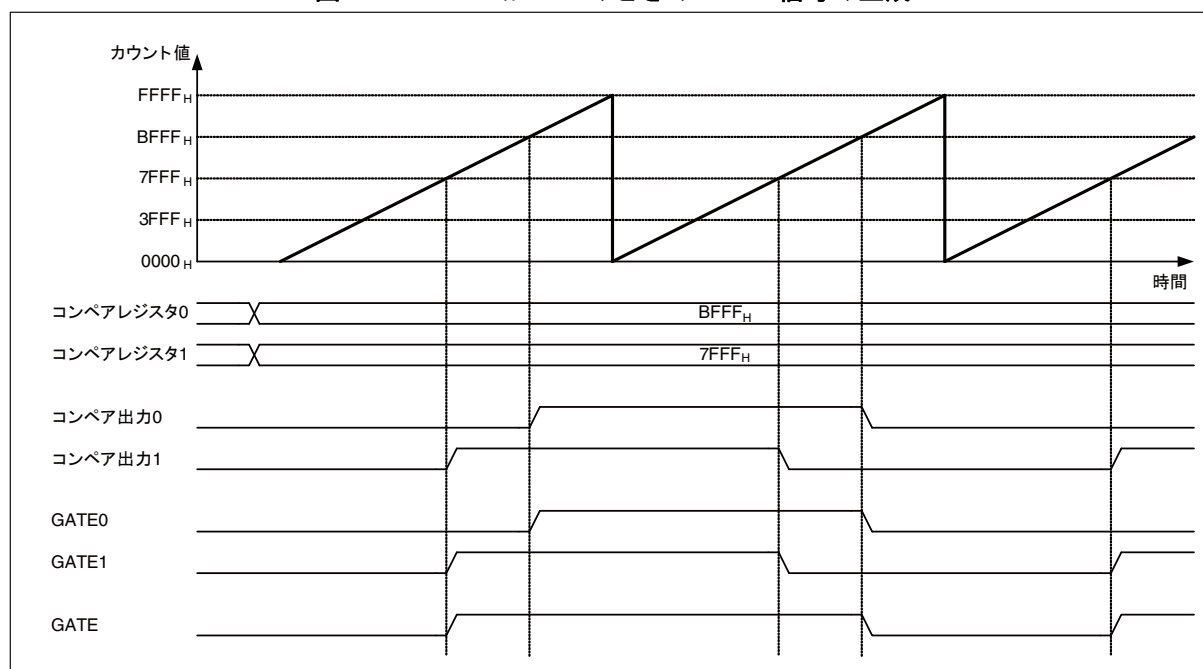 カウント値
FFFFH
BFFFH
7FFFH
3FFFH
0000H
時間
コンペアレジスタ0
BFFFH
コンペアレジスタ1
7FFFH
コンペア出力0
コンペア出力1
GATE0
GATE1
GATE